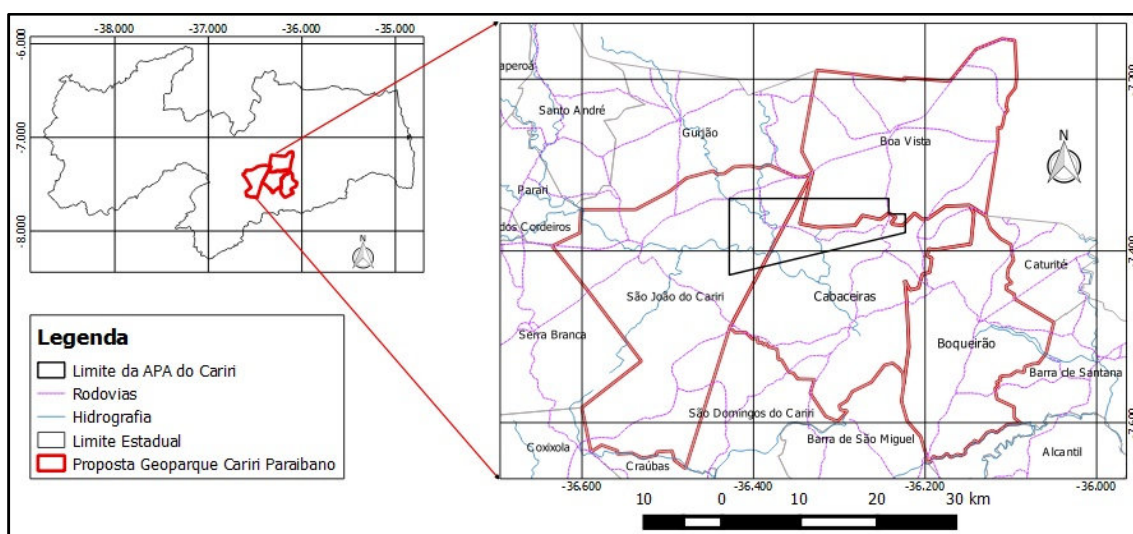 -38.000 -37.000 -36.000 -35.000
-6.000
-7.000
-8.000
N
Legenda
Limite da APA do Cariri
Rodovias
Hidrografia
Limite Estadual
Proposta Geoparque Cariri Paraibano
aperoá
Santo André
Gurjão
Boa Vista
N
Parari
dos Cordeiros
São João do Cariri
Cabaceiras
Caturité
Serra Branca
Boqueirão
Barra de Santana
São Domingos do Cariri
Barra de São Miguel
Coxixola
Craúbas
Alcantil
-7.400
-36.600 -36.400 -36.200 -36.000
10 0 10 20 30 km